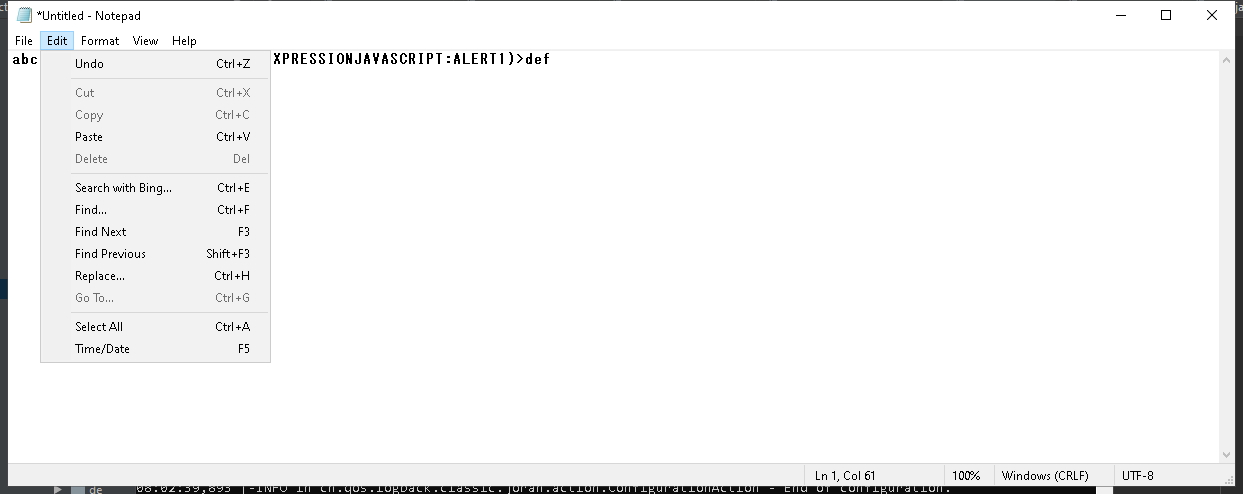 *Untitled - Notepad
File Edit Format View Help
abc XPRESSIONJAVASCRIPT:ALERT1)>def
Undo Ctrl+Z
Cut Ctrl+X
Copy Ctrl+C
Paste Ctrl+V
Delete Del
Search with Bing... Ctrl+E
Find... Ctrl+F
Find Next F3
Find Previous Shift+F3
Replace... Ctrl+H
Go To... Ctrl+G
Select All Ctrl+A
Time/Date F5
Ln 1, Col 61 100% Windows (CRLF) UTF-8
de 08:02:39,893 |-INFO in ch.qos.logback.classic.joran.action.ConfigurationAction - End of configuration.